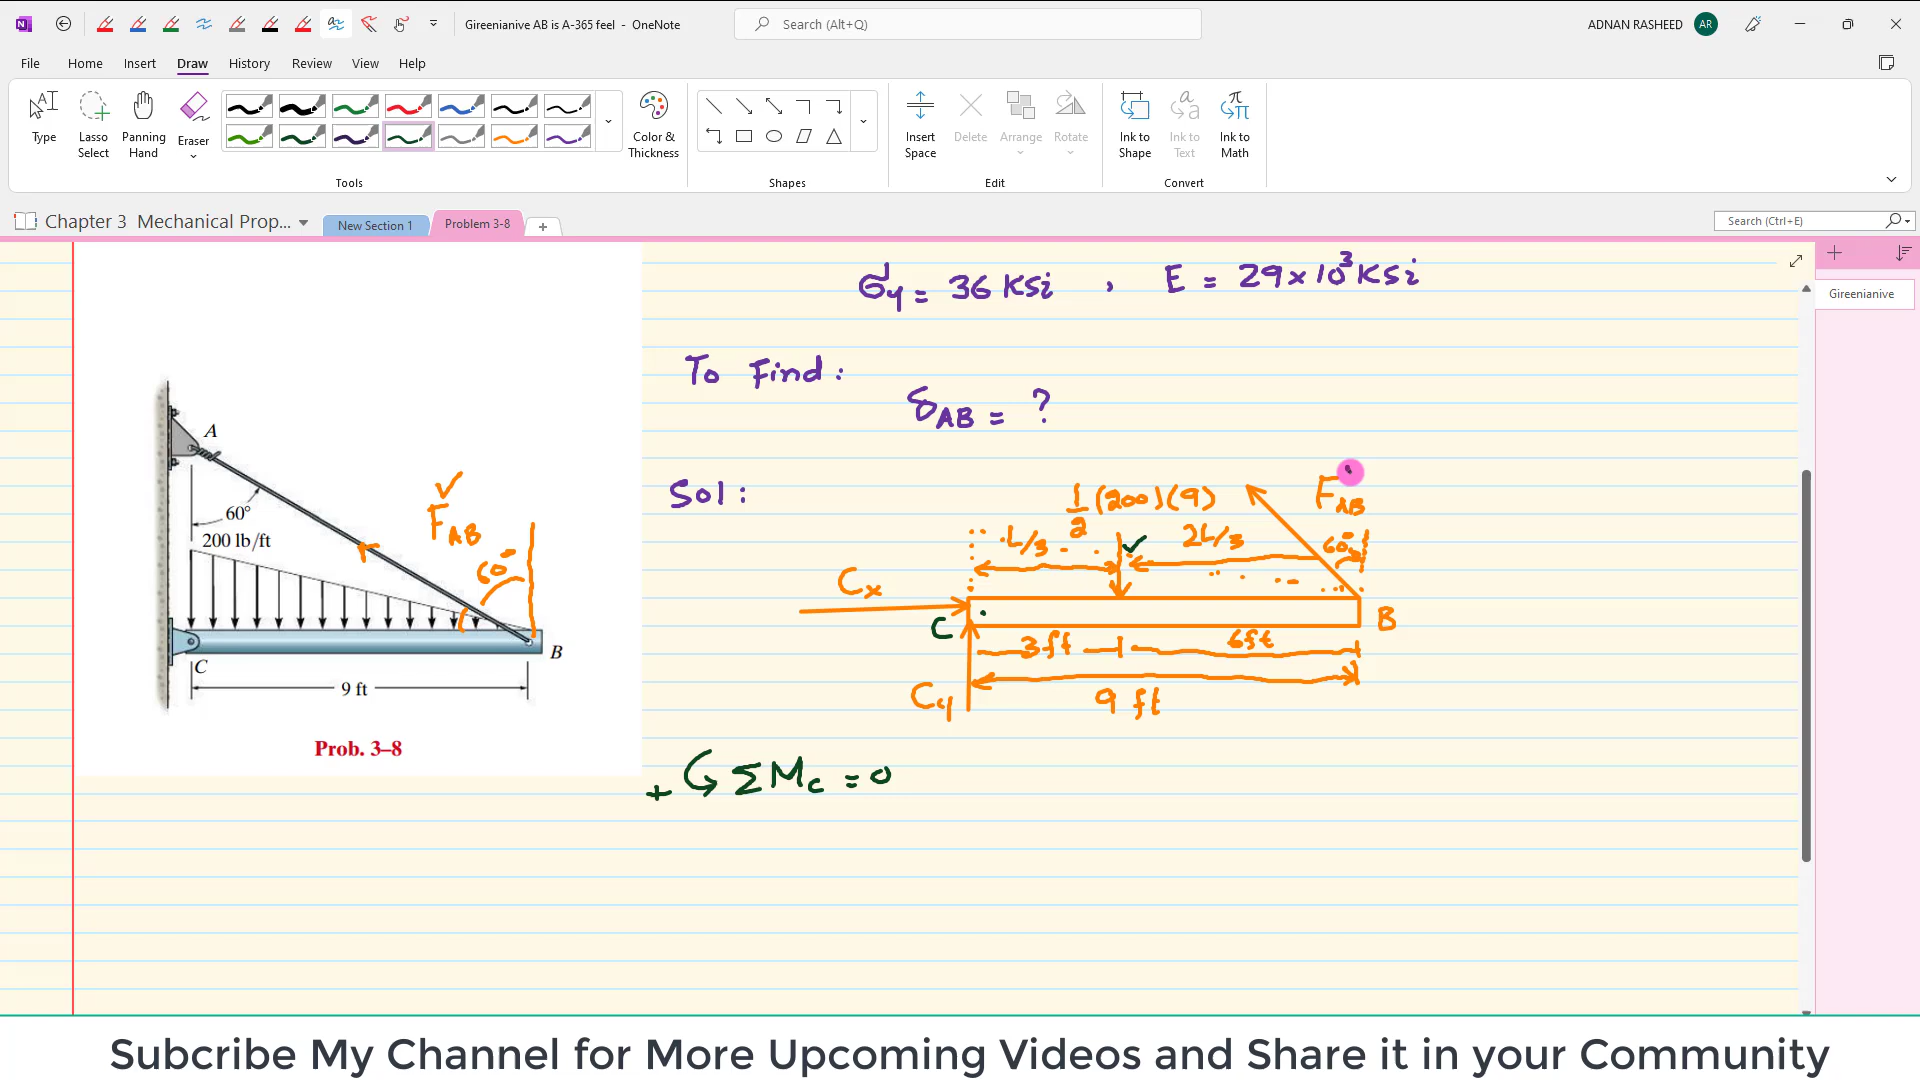 Gireenianive AB is A-365 feel - OneNote
Search (Alt+Q)
ADNAN RASHEED
AR
File Home Insert Draw History Review View Help
Type
Lasso Select
Panning Hand
Eraser
Color & Thickness
Insert Space
Delete
Arrange
Rotate
Ink to Shape
Ink to Text
Ink to Math
Tools
Shapes
Edit
Convert
Chapter 3 Mechanical Prop...
New Section 1
Problem 3-8
Search (Ctrl+E)
Gireenianive
σy = 36 Ksi , E = 29×10³ Ksi
To Find:
δAB = ?
Sol:
A
60°
200 lb/ft
FAB
60°
C
B
9 ft
Prob. 3–8
1/2 (200)(9)
FAB
L/3
2L/3
60°
Cx
C
B
3 ft
6 ft
Cy
9 ft
+ ΣMc = 0
Subcribe My Channel for More Upcoming Videos and Share it in your Community